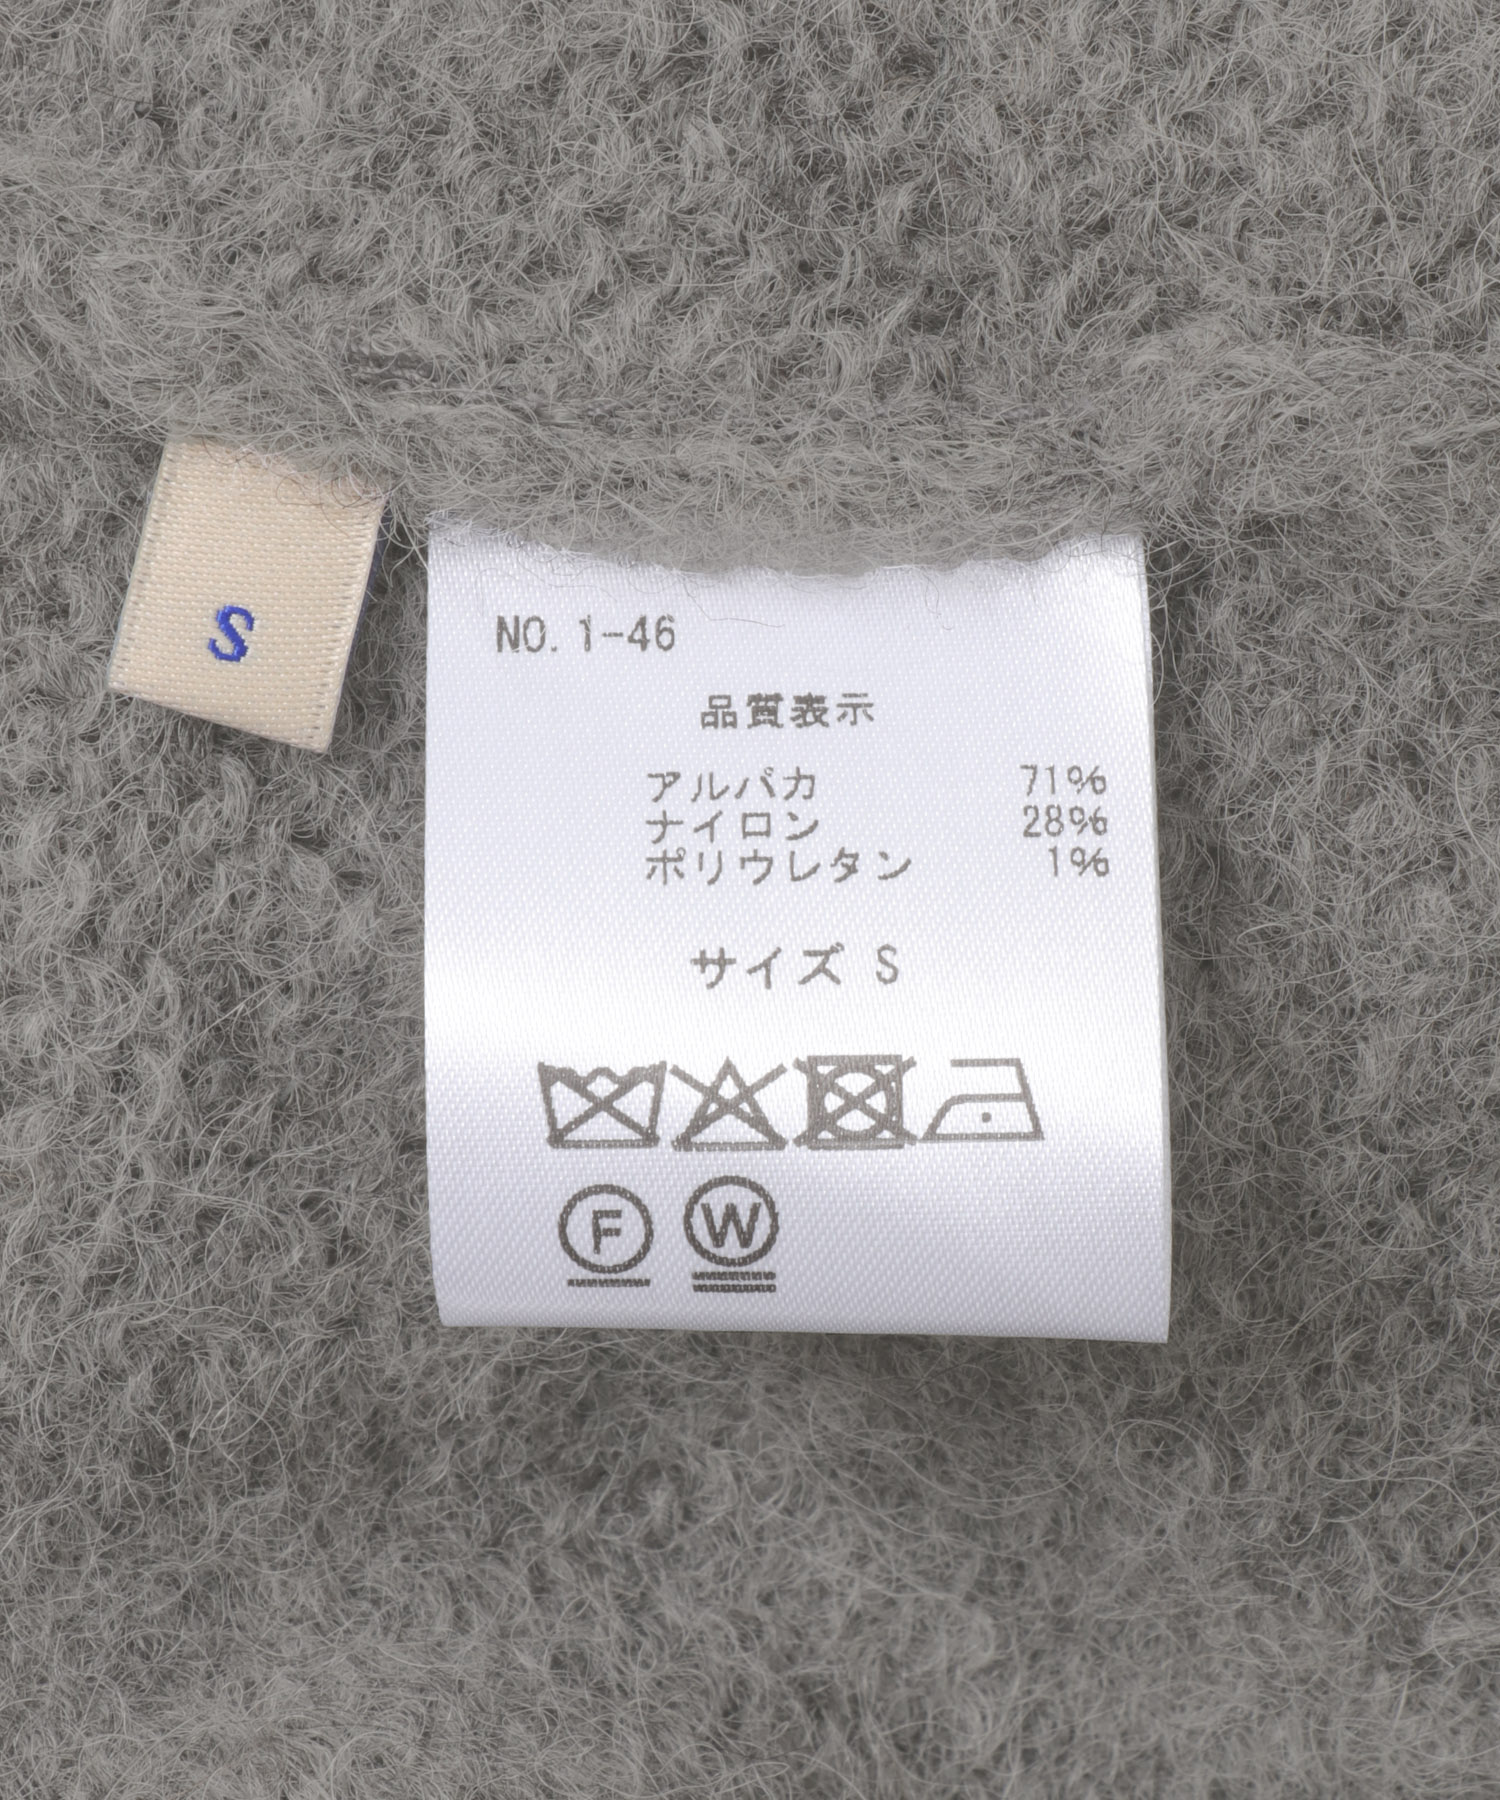 S
NO. 1-46
品質表示
アルパカ 71%
ナイロン 28%
ポリウレタン 1%
サイズ S
F W